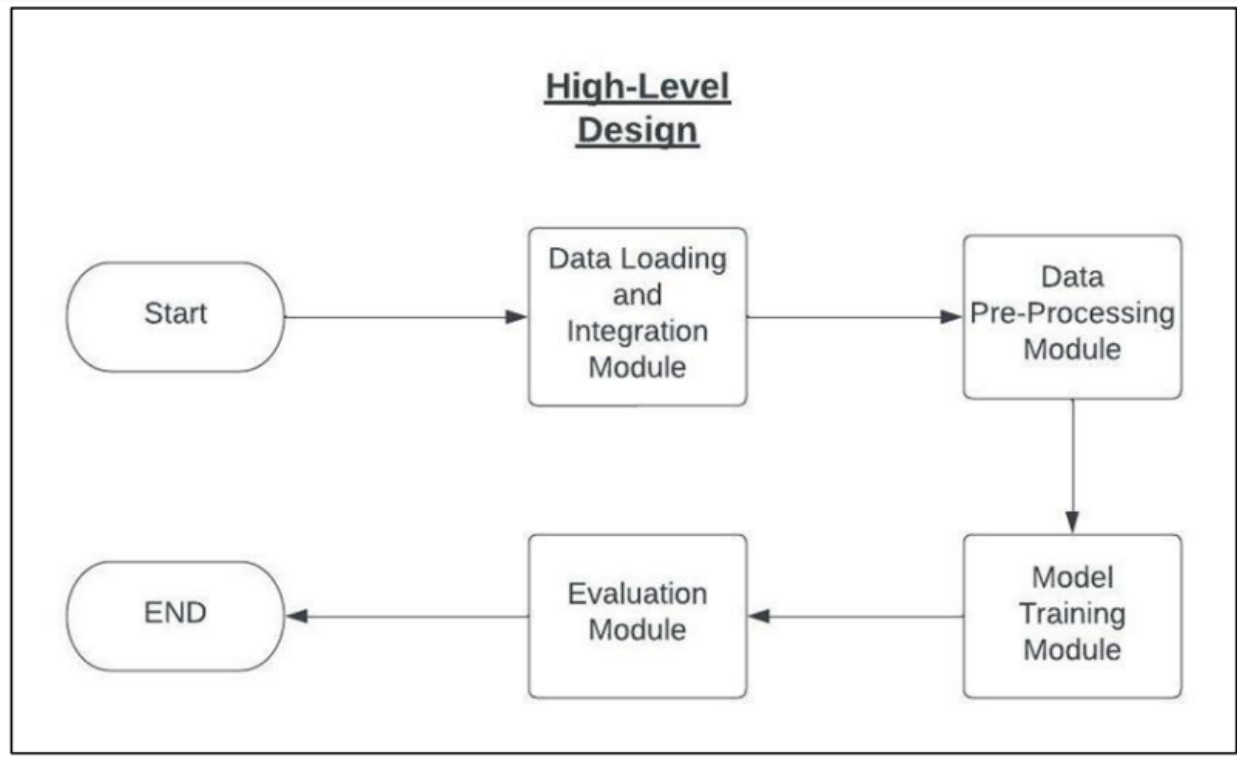 High-Level
Design
Start
Data Loading
and
Integration
Module
Data
Pre-Processing
Module
Model
Training
Module
Evaluation
Module
END